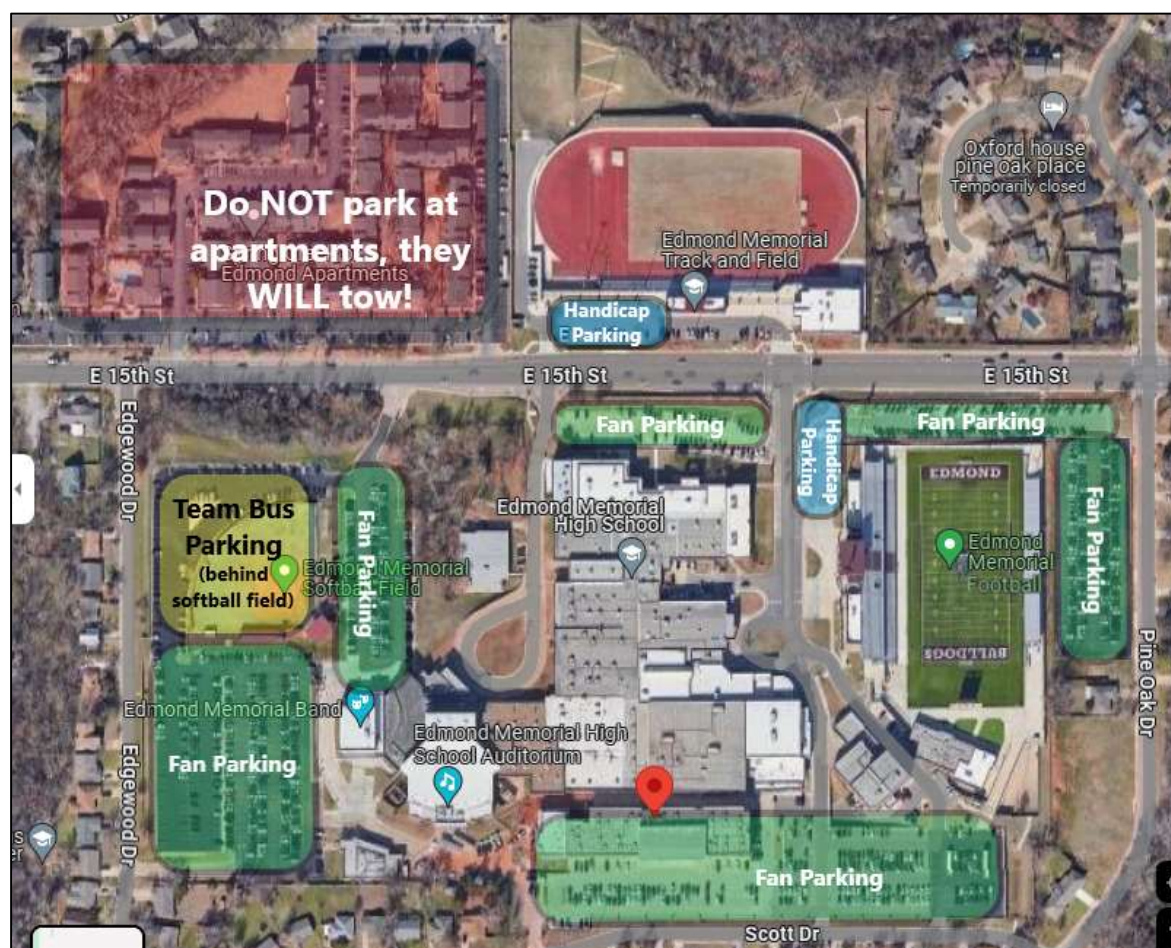 Oxford house
pine oak place
Temporarily closed
Do NOT park at
apartments, they
WILL tow!
Edmond Apartments
Edmond Memorial
Track and Field
Handicap
Parking
E 15th St
E 15th St
E 15th St
Edgewood Dr
Fan Parking
Handicap
Parking
Fan Parking
Team Bus
Parking
(behind
softball field)
Edmond Memorial
Softball Field
Fan Parking
Edmond Memorial
High School
EDMOND
Edmond
Memorial
Football
BULLDOGS
Fan Parking
Pine Oak Dr
Edmond Memorial Band
Edmond Memorial High
School Auditorium
Edgewood Dr
Fan Parking
Fan Parking
Scott Dr